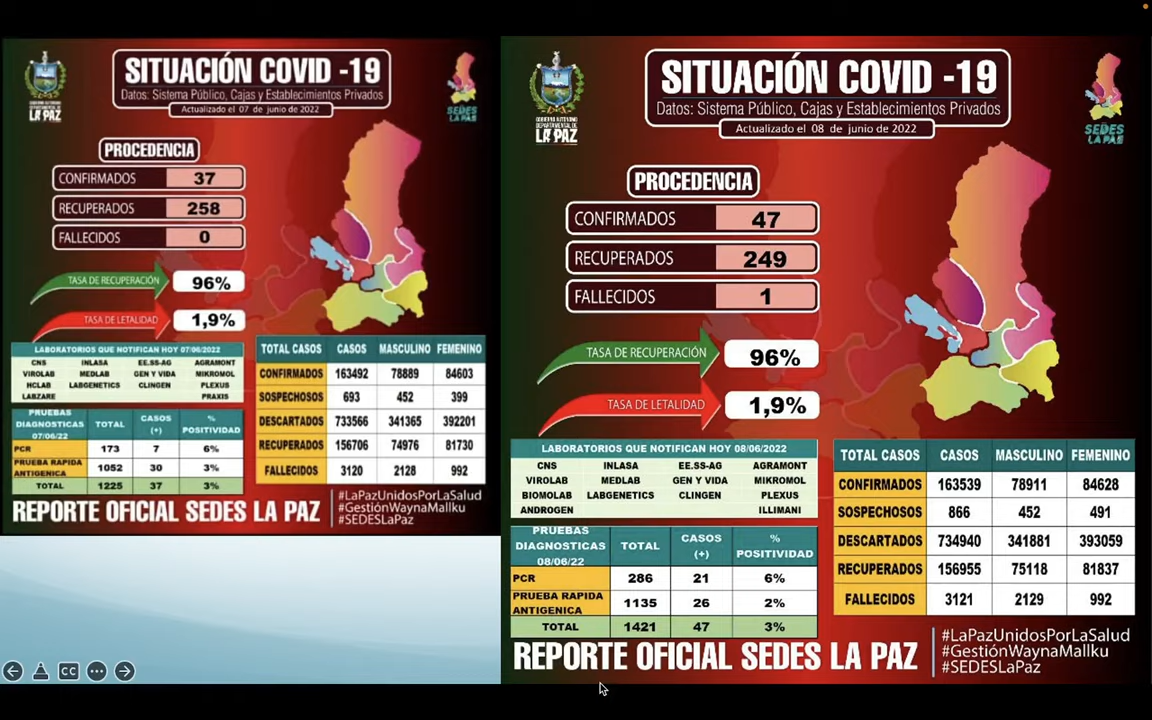 SITUACIÓN COVID -19
Datos: Sistema Público, Cajas y Establecimientos Privados
Actualizado el 07 de junio de 2022
GOBIERNO AUTÓNOMO
DEPARTAMENTAL DE
LA PAZ
SEDES
LA PAZ
PROCEDENCIA
CONFIRMADOS 37
RECUPERADOS 258
FALLECIDOS 0
TASA DE RECUPERACIÓN 96%
TASA DE LETALIDAD 1,9%
LABORATORIOS QUE NOTIFICAN HOY 07/06/2022
CNS INLASA EE.SS-AG AGRAMONT
VIROLAB MEDLAB GEN Y VIDA MIKROMOL
HCLAB LABGENETICS CLINGEN PLEXUS
LABZARE PRAXIS
PRUEBAS
DIAGNOSTICAS
07/06/22
TOTAL
CASOS
(+)
%
POSITIVIDAD
PCR 173 7 6%
PRUEBA RAPIDA
ANTIGENICA
1052 30 3%
TOTAL 1225 37 3%
TOTAL CASOS CASOS MASCULINO FEMENINO
CONFIRMADOS 163492 78889 84603
SOSPECHOSOS 693 452 399
DESCARTADOS 733566 341365 392201
RECUPERADOS 156706 74976 81730
FALLECIDOS 3120 2128 992
REPORTE OFICIAL SEDES LA PAZ
#LaPazUnidosPorLaSalud
#GestiónWaynaMallku
#SEDESLaPaz
CC
SITUACIÓN COVID -19
Datos: Sistema Público, Cajas y Establecimientos Privados
Actualizado el 08 de junio de 2022
GOBIERNO AUTÓNOMO
DEPARTAMENTAL DE
LA PAZ
SEDES
LA PAZ
PROCEDENCIA
CONFIRMADOS 47
RECUPERADOS 249
FALLECIDOS 1
TASA DE RECUPERACIÓN 96%
TASA DE LETALIDAD 1,9%
LABORATORIOS QUE NOTIFICAN HOY 08/06/2022
CNS INLASA EE.SS-AG AGRAMONT
VIROLAB MEDLAB GEN Y VIDA MIKROMOL
BIOMOLAB LABGENETICS CLINGEN PLEXUS
ANDROGEN ILLIMANI
PRUEBAS
DIAGNOSTICAS
08/06/22
TOTAL
CASOS
(+)
%
POSITIVIDAD
PCR 286 21 6%
PRUEBA RAPIDA
ANTIGENICA
1135 26 2%
TOTAL 1421 47 3%
TOTAL CASOS CASOS MASCULINO FEMENINO
CONFIRMADOS 163539 78911 84628
SOSPECHOSOS 866 452 491
DESCARTADOS 734940 341881 393059
RECUPERADOS 156955 75118 81837
FALLECIDOS 3121 2129 992
REPORTE OFICIAL SEDES LA PAZ
#LaPazUnidosPorLaSalud
#GestiónWaynaMallku
#SEDESLaPaz